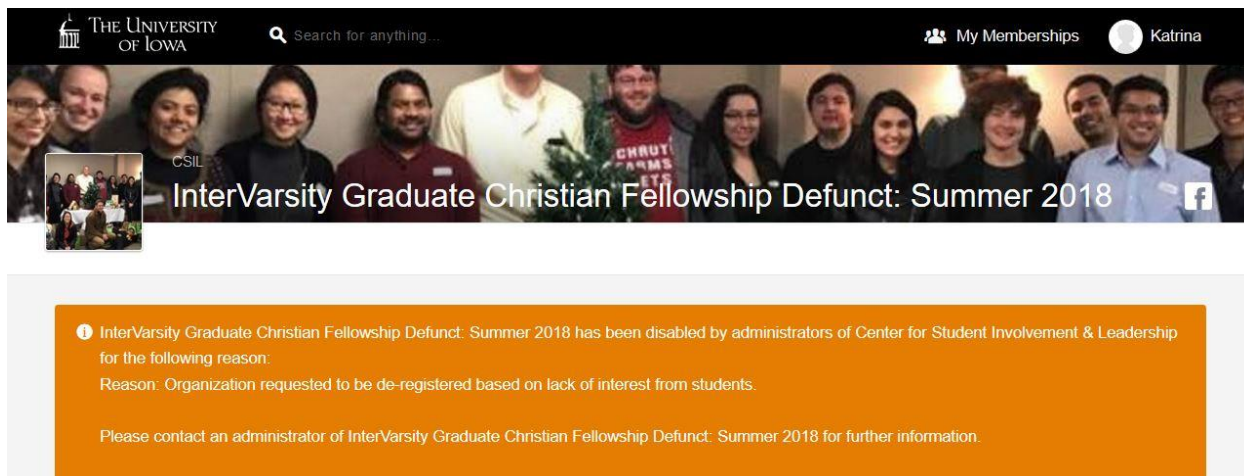 THE UNIVERSITY
OF IOWA
Search for anything...
My Memberships
Katrina
CSIL
InterVarsity Graduate Christian Fellowship Defunct: Summer 2018
InterVarsity Graduate Christian Fellowship Defunct: Summer 2018 has been disabled by administrators of Center for Student Involvement & Leadership
for the following reason:
Reason: Organization requested to be de-registered based on lack of interest from students.
Please contact an administrator of InterVarsity Graduate Christian Fellowship Defunct: Summer 2018 for further information.